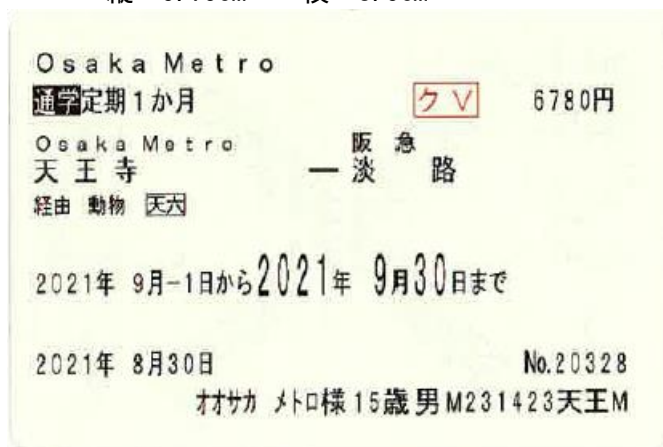 Osaka Metro
通学定期1か月 クV 6780円
Osaka Metro 阪急
天王寺 ー 淡路
経由 動物 天六
2021年 9月-1日から2021年 9月30日まで
2021年 8月30日 No.20328
オオサカ メトロ様15歳男M231423天王M